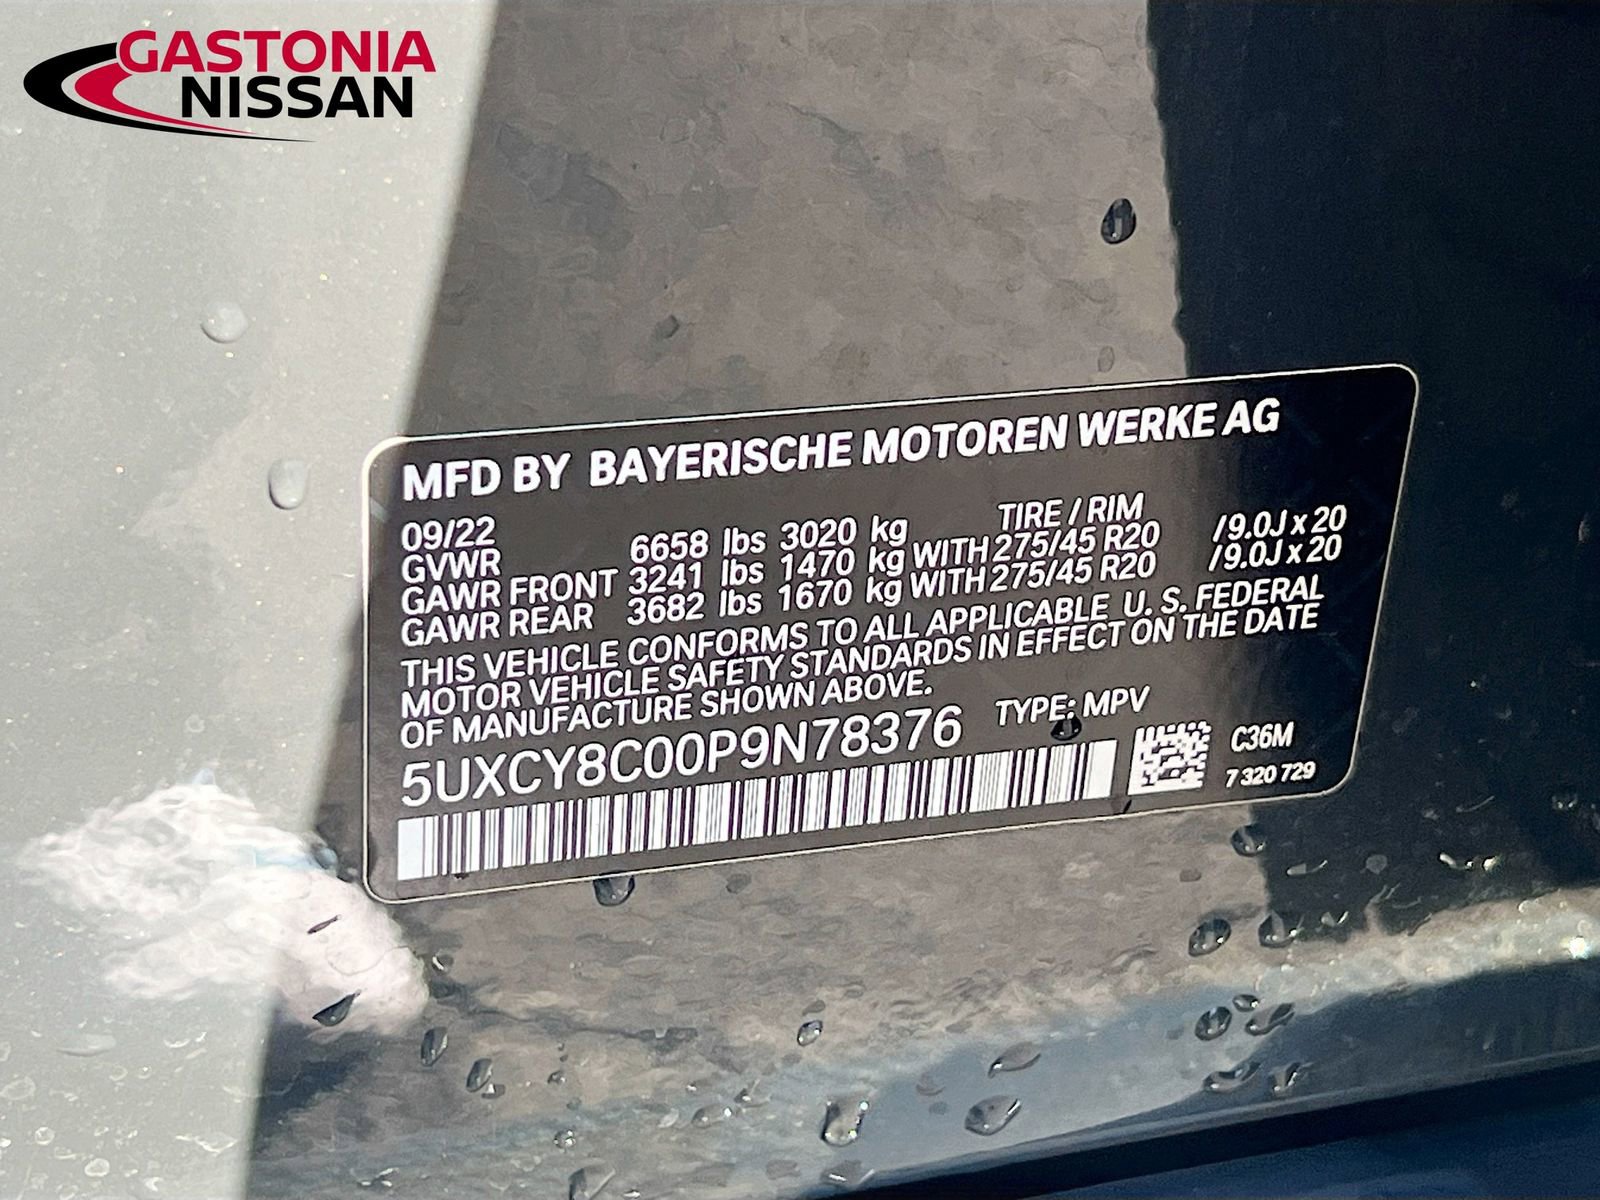 GASTONIA
NISSAN
MFD BY BAYERISCHE MOTOREN WERKE AG
09/22 TIRE / RIM
GVWR 6658 lbs 3020 kg
GAWR FRONT 3241 lbs 1470 kg WITH 275/45 R20 /9.0J x 20
GAWR REAR 3682 lbs 1670 kg WITH 275/45 R20 /9.0J x 20
THIS VEHICLE CONFORMS TO ALL APPLICABLE U. S. FEDERAL
MOTOR VEHICLE SAFETY STANDARDS IN EFFECT ON THE DATE
OF MANUFACTURE SHOWN ABOVE.
5UXCY8C00P9N78376 TYPE: MPV
C36M
7 320 729